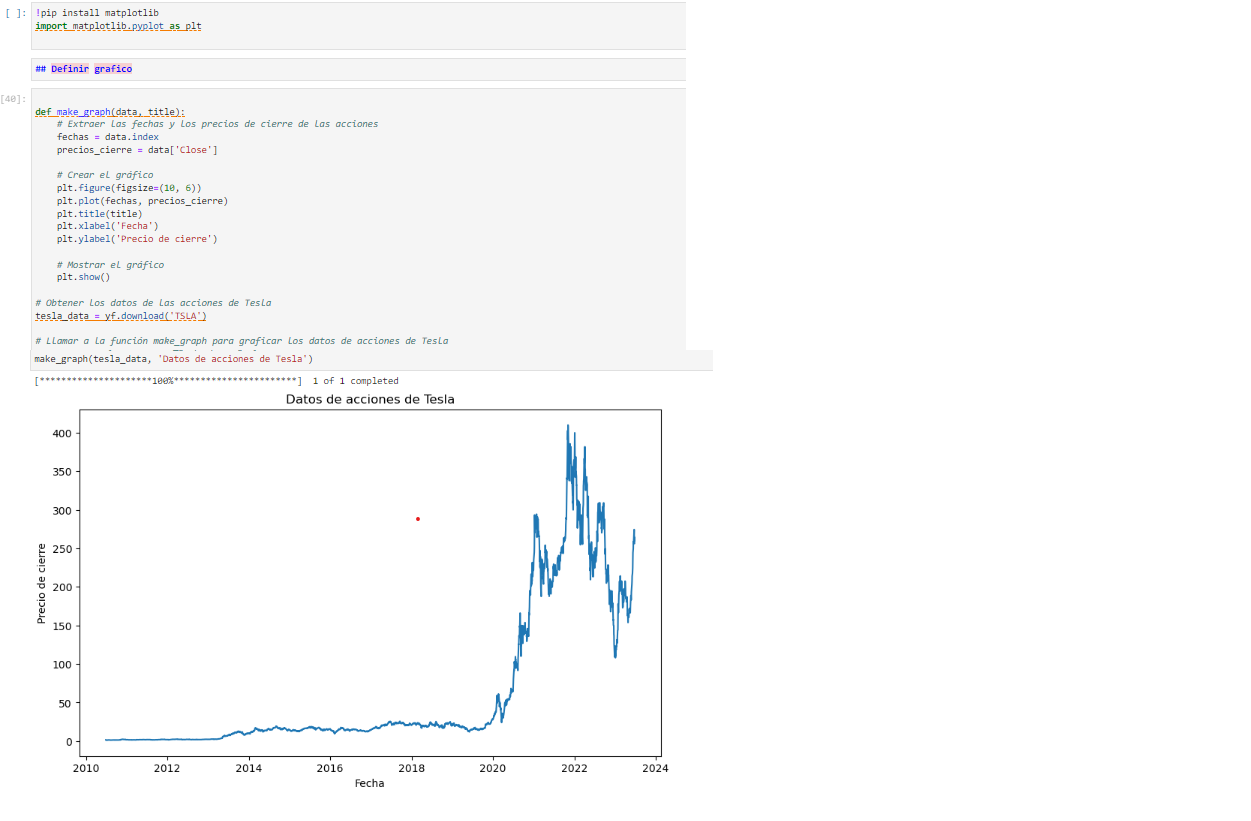 [ ]:
!pip install matplotlib
import matplotlib.pyplot as plt
## Definir grafico
[40]:
def make_graph(data, title):
# Extraer las fechas y los precios de cierre de las acciones
fechas = data.index
precios_cierre = data['Close']
# Crear el gráfico
plt.figure(figsize=(10, 6))
plt.plot(fechas, precios_cierre)
plt.title(title)
plt.xlabel('Fecha')
plt.ylabel('Precio de cierre')
# Mostrar el gráfico
plt.show()
# Obtener los datos de las acciones de Tesla
tesla_data = yf.download('TSLA')
# Llamar a la función make_graph para graficar los datos de acciones de Tesla
make_graph(tesla_data, 'Datos de acciones de Tesla')
[*********************100%***********************]  1 of 1 completed
Datos de acciones de Tesla
400
350
300
250
200
150
100
50
0
Precio de cierre
2010 2012 2014 2016 2018 2020 2022 2024
Fecha